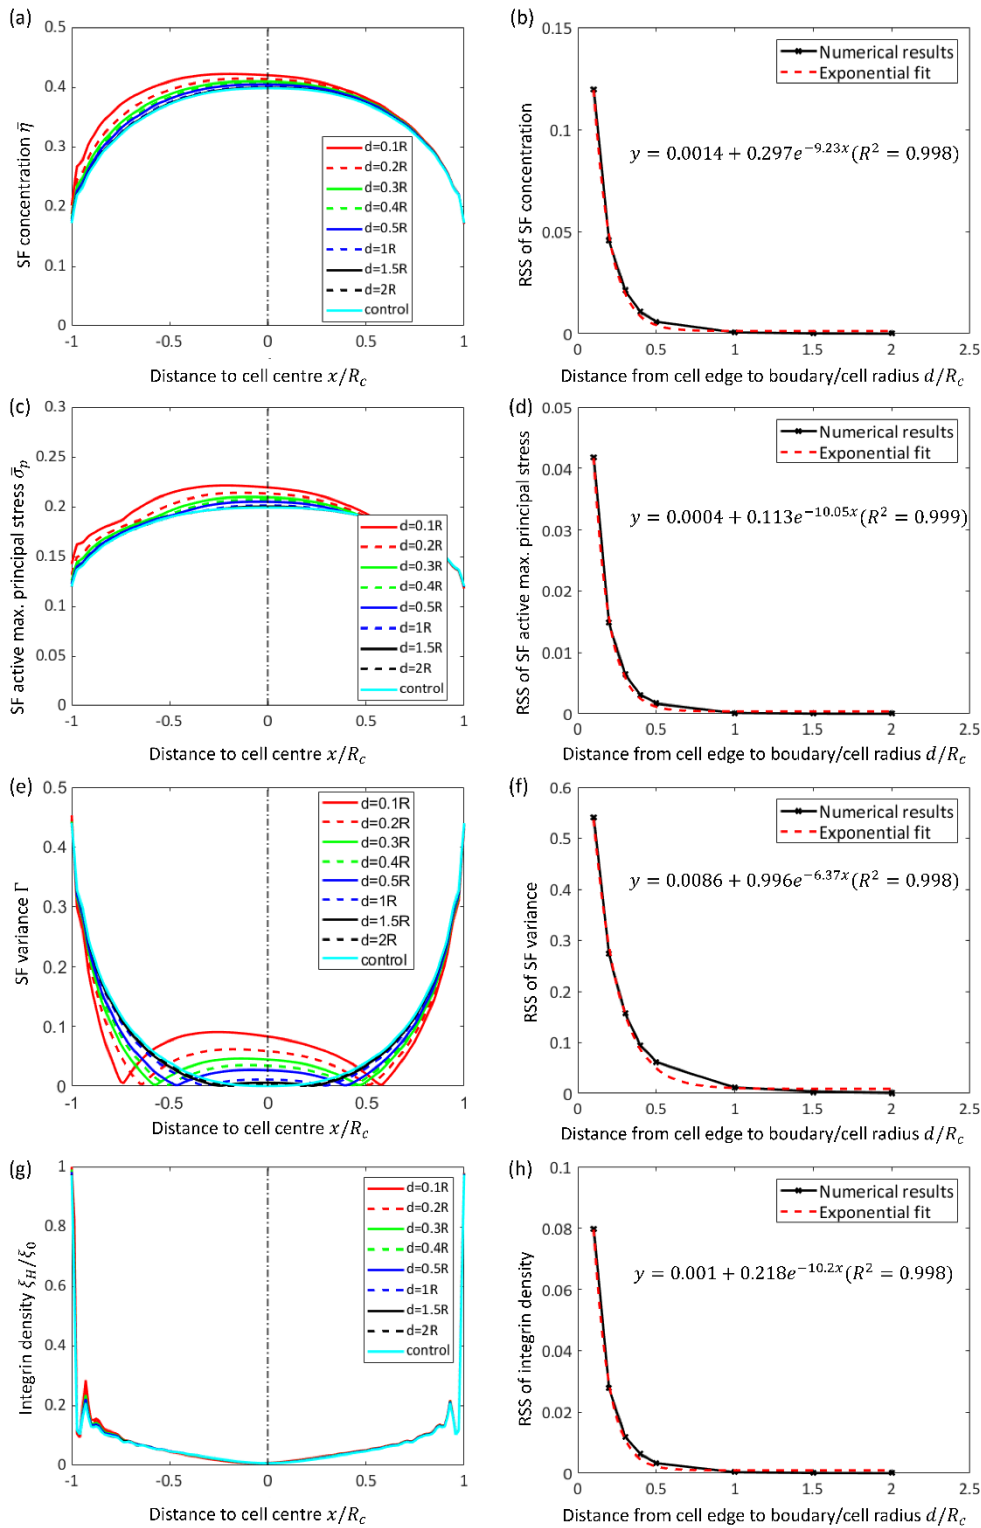 (a)
0.5
0.4
0.3
0.2
0.1
0
SF concentration η̄
d=0.1R
d=0.2R
d=0.3R
d=0.4R
d=0.5R
d=1R
d=1.5R
d=2R
control
-1
-0.5
0
0.5
1
Distance to cell centre x/R_c
(b)
0.15
0.1
0.05
0
RSS of SF concentration
Numerical results
Exponential fit
y = 0.0014 + 0.297e^{-9.23x}(R^2 = 0.998)
0
0.5
1
1.5
2
2.5
Distance from cell edge to boudary/cell radius d/R_c
(c)
0.3
0.25
0.2
0.15
0.1
0.05
0
SF active max. principal stress σ̄_p
d=0.1R
d=0.2R
d=0.3R
d=0.4R
d=0.5R
d=1R
d=1.5R
d=2R
control
-1
-0.5
0
0.5
1
Distance to cell centre x/R_c
(d)
0.05
0.04
0.03
0.02
0.01
0
RSS of SF active max. principal stress
Numerical results
Exponential fit
y = 0.0004 + 0.113e^{-10.05x}(R^2 = 0.999)
0
0.5
1
1.5
2
2.5
Distance from cell edge to boudary/cell radius d/R_c
(e)
0.5
0.4
0.3
0.2
0.1
0
SF variance Γ
d=0.1R
d=0.2R
d=0.3R
d=0.4R
d=0.5R
d=1R
d=1.5R
d=2R
control
-1
-0.5
0
0.5
1
Distance to cell centre x/R_c
(f)
0.6
0.5
0.4
0.3
0.2
0.1
0
RSS of SF variance
Numerical results
Exponential fit
y = 0.0086 + 0.996e^{-6.37x}(R^2 = 0.998)
0
0.5
1
1.5
2
2.5
Distance from cell edge to boudary/cell radius d/R_c
(g)
1
0.8
0.6
0.4
0.2
0
Integrin density ξ_H/ξ̄_0
d=0.1R
d=0.2R
d=0.3R
d=0.4R
d=0.5R
d=1R
d=1.5R
d=2R
control
-1
-0.5
0
0.5
1
Distance to cell centre x/R_c
(h)
0.1
0.08
0.06
0.04
0.02
0
RSS of integrin density
Numerical results
Exponential fit
y = 0.001 + 0.218e^{-10.2x}(R^2 = 0.998)
0
0.5
1
1.5
2
2.5
Distance from cell edge to boudary/cell radius d/R_c